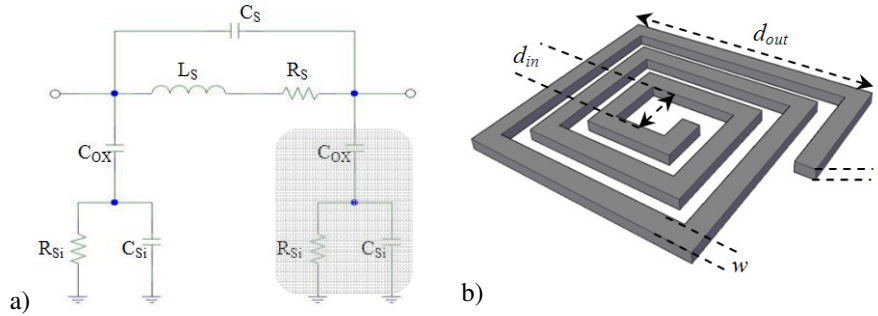 C_S
L_S
R_S
C_OX
C_OX
R_Si
C_Si
R_Si
C_Si
a)
d_out
d_in
w
b)